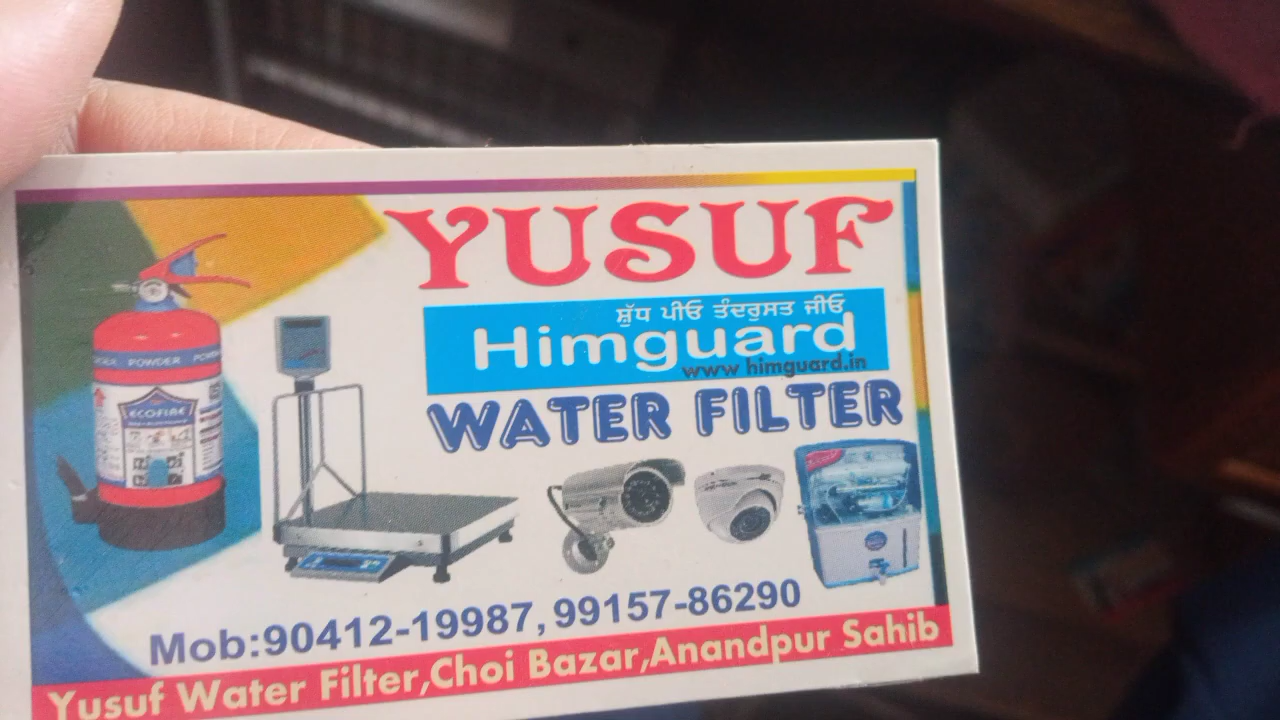 YUSUF
ਸ਼ੁੱਧ ਪੀਓ ਤੰਦਰੁਸਤ ਜੀਓ
Himguard
www himguard.in
WATER FILTER
POWDER
ECOFIRE
Mob:90412-19987, 99157-86290
Yusuf Water Filter,Choi Bazar,Anandpur Sahib